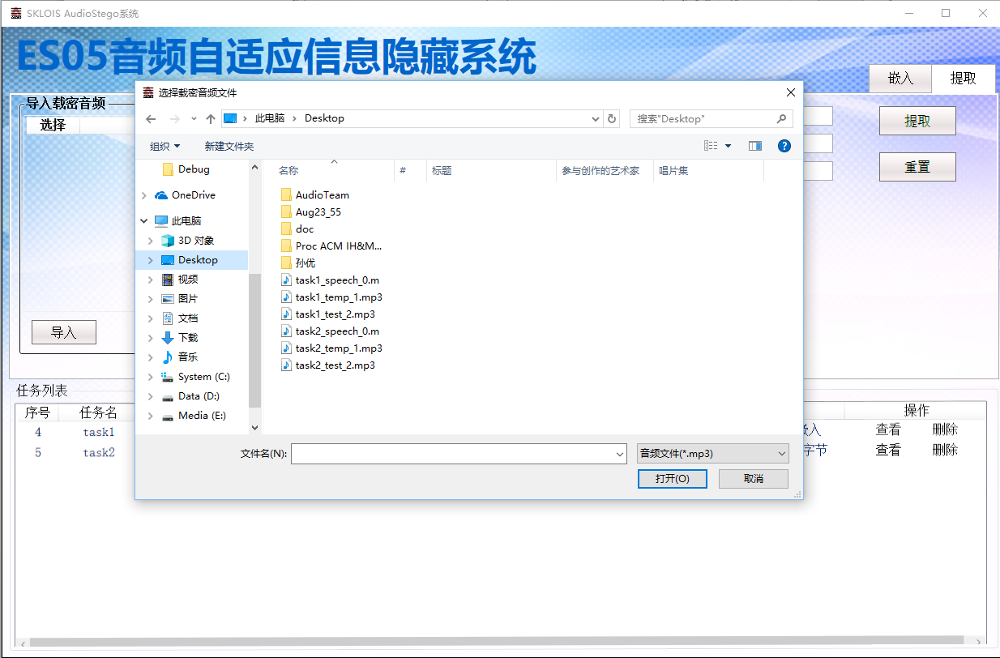 SKLOIS AudioStego系统
ES05音频自适应信息隐藏系统
嵌入 提取
导入载密音频
选择
导入
提取
重置
选择载密音频文件
此电脑 Desktop
搜索"Desktop"
组织 新建文件夹
Debug
OneDrive
此电脑
3D 对象
Desktop
视频
图片
文档
下载
音乐
System (C:)
Data (D:)
Media (E:)
名称 # 标题 参与创作的艺术家 唱片集
AudioTeam
Aug23_55
doc
Proc ACM IH&M...
孙优
task1_speech_0.m
task1_temp_1.mp3
task1_test_2.mp3
task2_speech_0.m
task2_temp_1.mp3
task2_test_2.mp3
文件名(N): 音频文件(*.mp3)
打开(O) 取消
任务列表
序号 任务名 操作
4 task1 嵌入 查看 删除
5 task2 字节 查看 删除